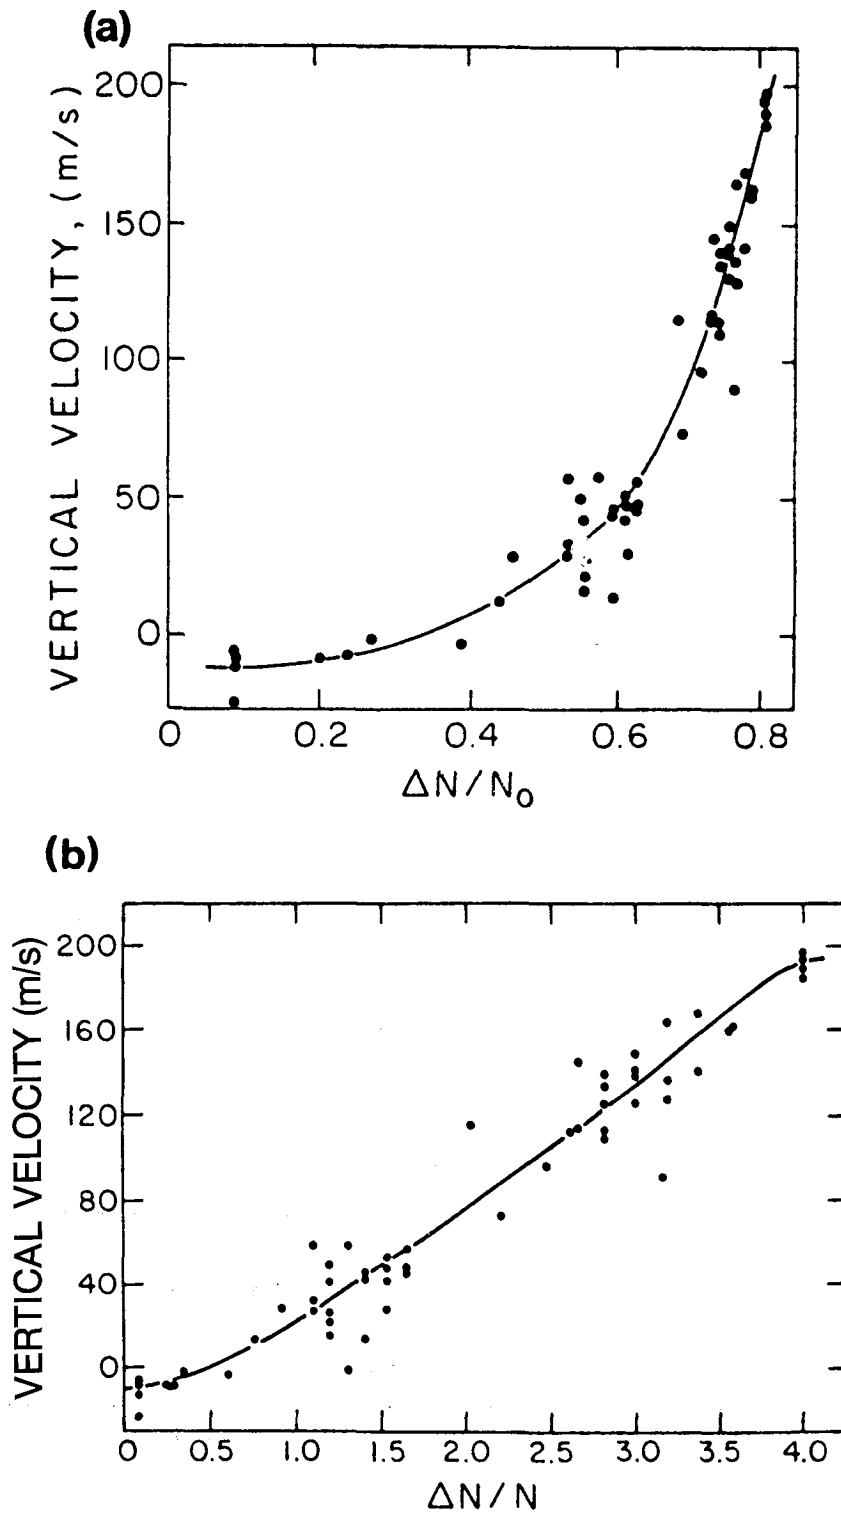 (a)
VERTICAL VELOCITY, (m/s)
200
150
100
50
0
0 0.2 0.4 0.6 0.8
ΔN/N₀
(b)
VERTICAL VELOCITY (m/s)
200
160
120
80
40
0
0 0.5 1.0 1.5 2.0 2.5 3.0 3.5 4.0
ΔN/N